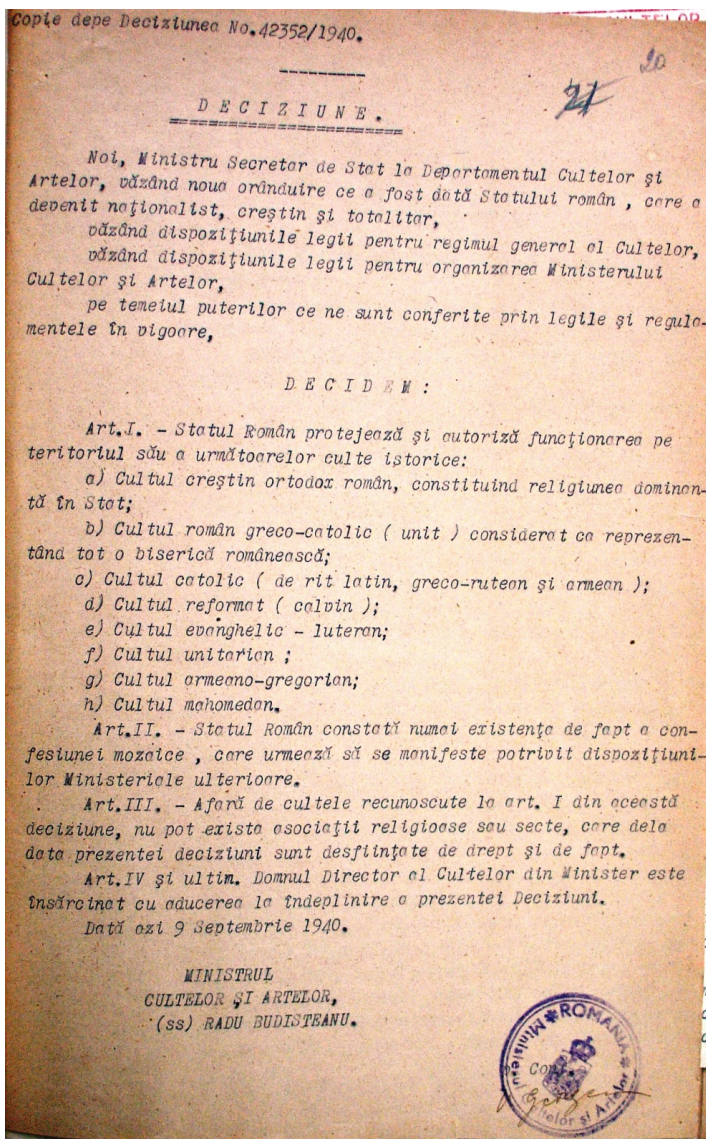 Copie depe Deciziunea No.42352/1940.
20
21
DECIZIUNE.
Noi, Ministru Secretar de Stat la Departamentul Cultelor şi
Artelor, văzând noua orânduire ce a fost dată Statului român , care a
devenit naţionalist, creştin şi totalitar,
văzând dispoziţiunile legii pentru regimul general al Cultelor,
văzând dispoziţiunile legii pentru organizarea Ministerului
Cultelor şi Artelor,
pe temeiul puterilor ce ne sunt conferite prin legile şi regula-
mentele în vigoare,
DECIDEM:
Art.I. - Statul Român protejează şi autoriză funcţionarea pe
teritoriul său a următoarelor culte istorice:
a) Cultul creştin ortodox român, constituind religiunea dominan-
tă în Stat;
b) Cultul român greco-catolic ( unit ) considerat ca reprezen-
tând tot o biserică românească;
c) Cultul catolic ( de rit latin, greco-rutean şi armean );
d) Cultul reformat ( calvin );
e) Cultul evanghelic - luteran;
f) Cultul unitarian ;
g) Cultul armeano-gregorian;
h) Cultul mahomedan.
Art.II. - Statul Român constată numai existenţa de fapt a con-
fesiunei mozaice , care urmează să se manifeste potrivit dispoziţiuni-
lor Ministeriale ulterioare.
Art.III. - Afară de cultele recunoscute la art. I din această
deciziune, nu pot exista asociaţii religioase sau secte, care dela
data prezentei deciziuni sunt desfiinţate de drept şi de fapt.
Art.IV şi ultim. Domnul Director al Cultelor din Minister este
însărcinat cu aducerea la îndeplinire a prezentei Deciziuni.
Dată azi 9 Septembrie 1940.
MINISTRUL
CULTELOR ŞI ARTELOR,
(ss) RADU BUDISTEANU.
ROMANIA
Ministerul Cultelor si Artelor